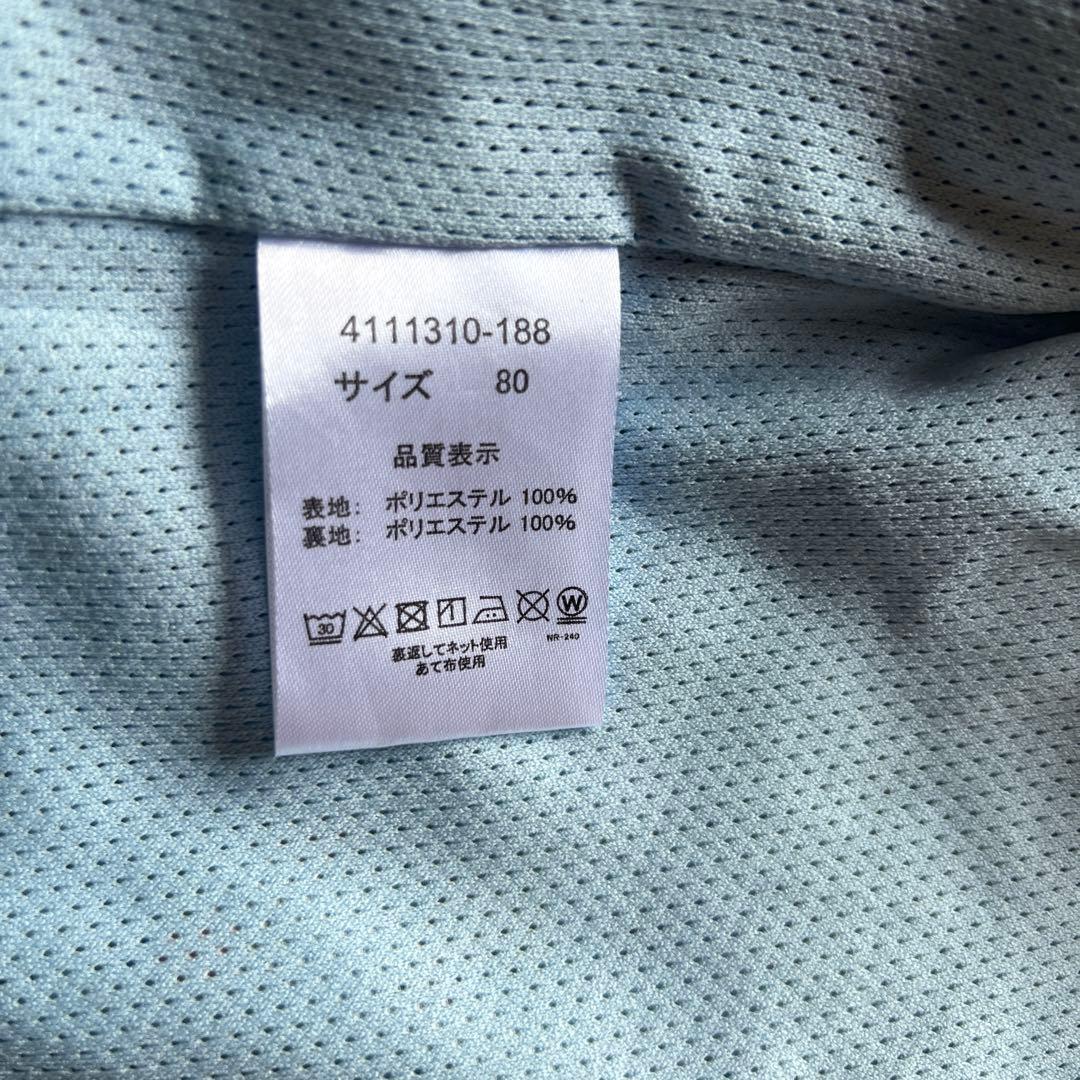 4111310-188
サイズ 80
品質表示
表地: ポリエステル 100%
裏地: ポリエステル 100%
30 W
裏返してネット使用 NR-240
あて布使用